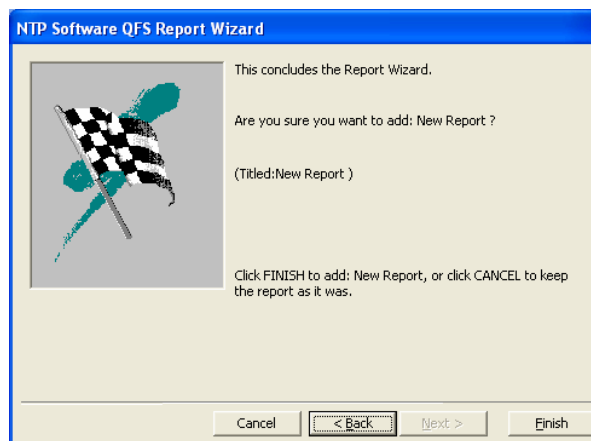 NTP Software QFS Report Wizard
This concludes the Report Wizard.
Are you sure you want to add: New Report ?
(Titled:New Report )
Click FINISH to add: New Report, or click CANCEL to keep
the report as it was.
Cancel
< Back
Next >
Finish